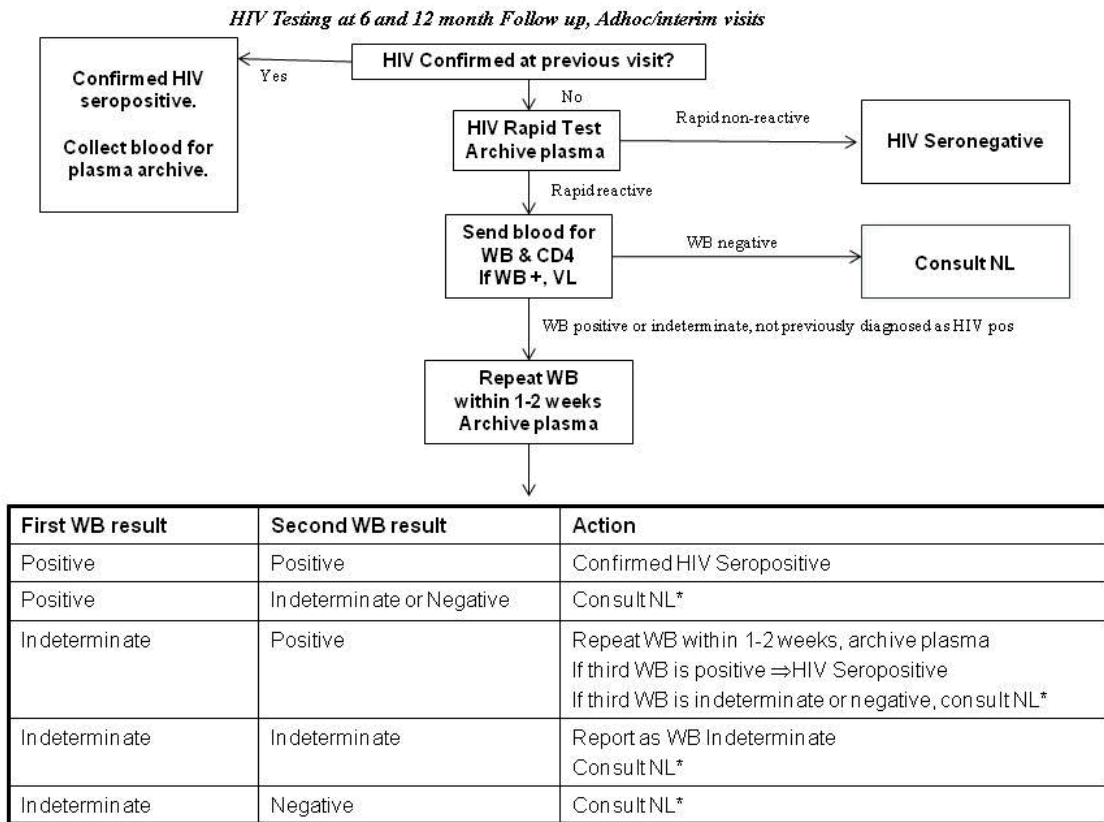 HIV Testing at 6 and 12 month Follow up, Adhoc/interim visits
HIV Confirmed at previous visit?
Yes
Confirmed HIV
seropositive.
Collect blood for
plasma archive.
No
HIV Rapid Test
Archive plasma
Rapid non-reactive
HIV Seronegative
Rapid reactive
Send blood for
WB & CD4
If WB +, VL
WB negative
Consult NL
WB positive or indeterminate, not previously diagnosed as HIV pos
Repeat WB
within 1-2 weeks
Archive plasma
First WB result Second WB result Action
Positive Positive Confirmed HIV Seropositive
Positive Indeterminate or Negative Consult NL*
Indeterminate Positive Repeat WB within 1-2 weeks, archive plasma
If third WB is positive ⇒HIV Seropositive
If third WB is indeterminate or negative, consult NL*
Indeterminate Indeterminate Report as WB Indeterminate
Consult NL*
Indeterminate Negative Consult NL*